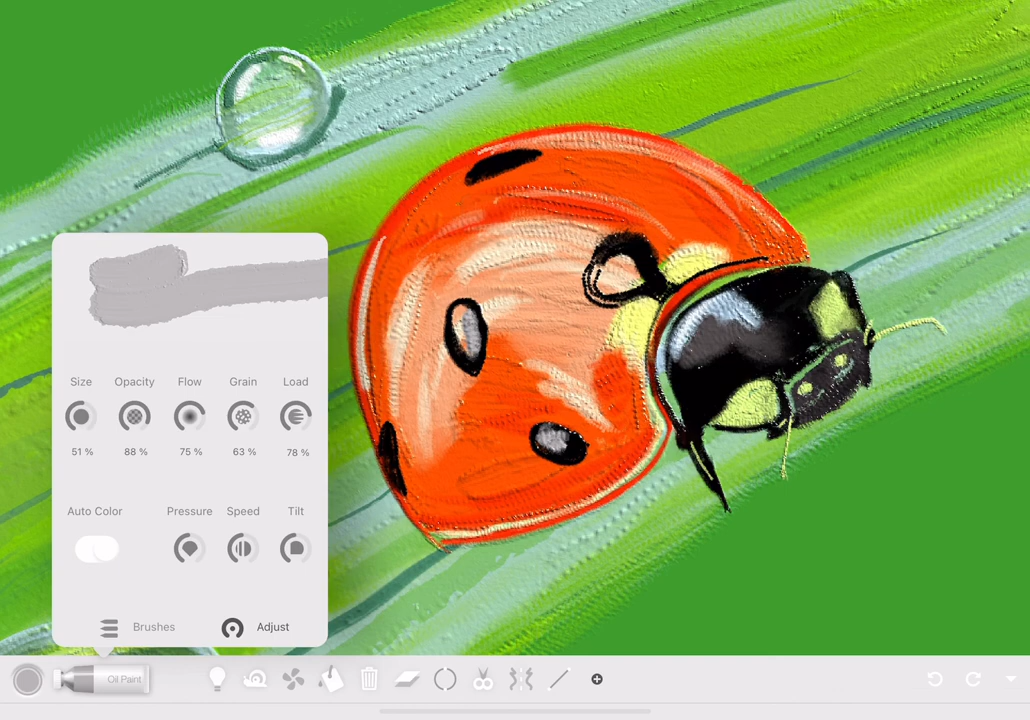 Size Opacity Flow Grain Load
51 % 88 % 75 % 63 % 78 %
Auto Color Pressure Speed Tilt
Brushes Adjust
Oil Paint